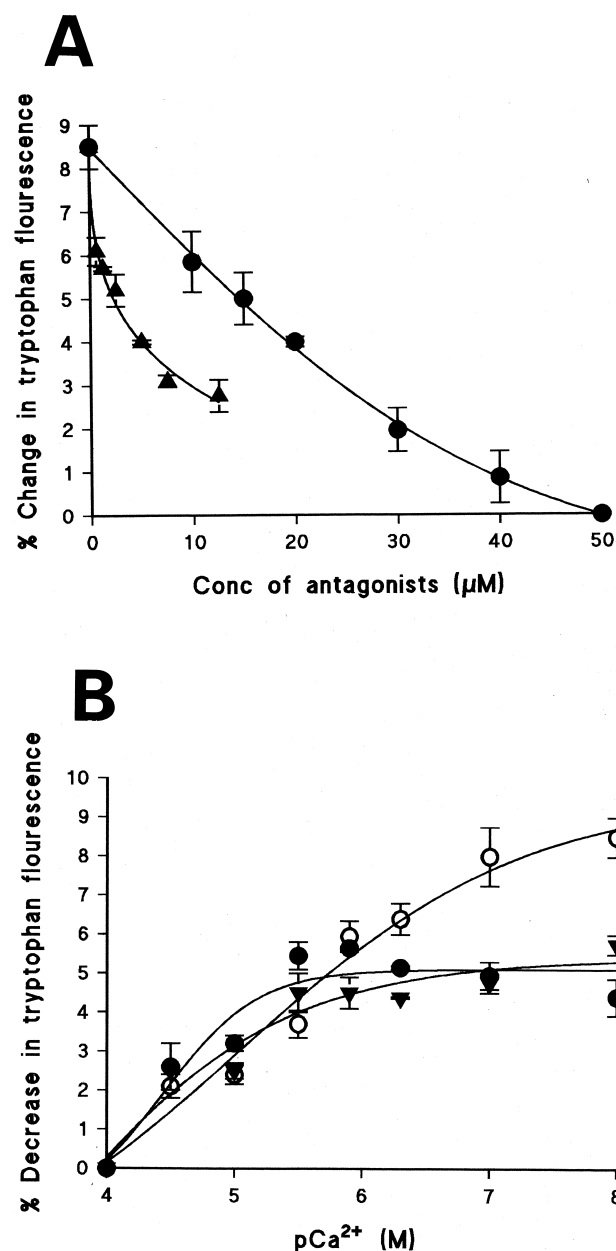 A
% Change in tryptophan flourescence
9
8
7
6
5
4
3
2
1
0
0 10 20 30 40 50
Conc of antagonists (µM)
B
% Decrease in tryptophan flourescence
10
9
8
7
6
5
4
3
2
1
0
4 5 6 7 8
pCa²⁺ (M)